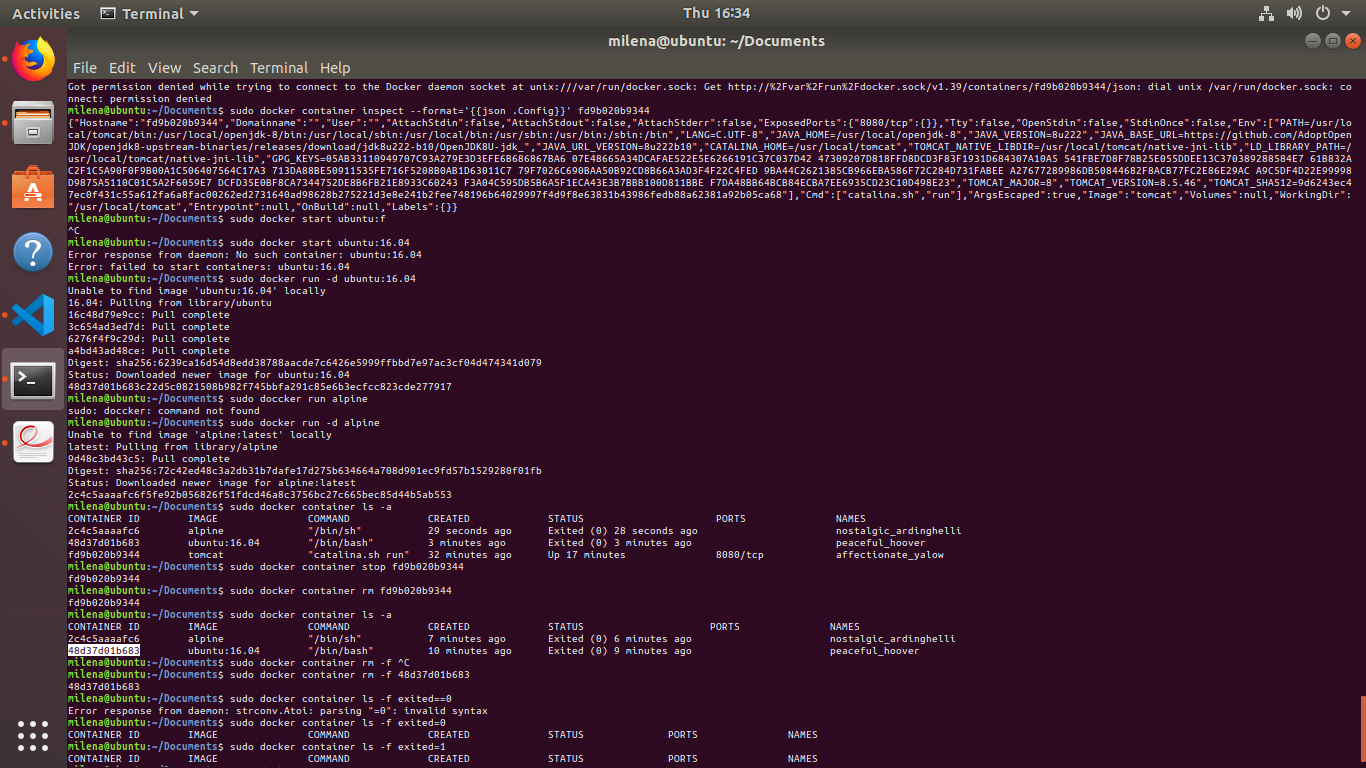 Activities Terminal Thu 16:34
milena@ubuntu: ~/Documents
File Edit View Search Terminal Help
Got permission denied while trying to connect to the Docker daemon socket at unix:///var/run/docker.sock: Get http://%2Fvar%2Frun%2Fdocker.sock/v1.39/containers/fd9b020b9344/json: dial unix /var/run/docker.sock: co
nnect: permission denied
milena@ubuntu:~/Documents$ sudo docker container inspect --format='{{json .Config}}' fd9b020b9344
{"Hostname":"fd9b020b9344","Domainname":"","User":"","AttachStdin":false,"AttachStdout":false,"AttachStderr":false,"ExposedPorts":{"8080/tcp":{}},"Tty":false,"OpenStdin":false,"StdinOnce":false,"Env":["PATH=/usr/lo
cal/tomcat/bin:/usr/local/openjdk-8/bin:/usr/local/sbin:/usr/local/bin:/usr/sbin:/usr/bin:/sbin:/bin","LANG=C.UTF-8","JAVA_HOME=/usr/local/openjdk-8","JAVA_VERSION=8u222","JAVA_BASE_URL=https://github.com/AdoptOpen
JDK/openjdk8-upstream-binaries/releases/download/jdk8u222-b10/OpenJDK8U-jdk_","JAVA_URL_VERSION=8u222b10","CATALINA_HOME=/usr/local/tomcat","TOMCAT_NATIVE_LIBDIR=/usr/local/tomcat/native-jni-lib","LD_LIBRARY_PATH=/
usr/local/tomcat/native-jni-lib","GPG_KEYS=05AB33110949707C93A279E3D3EFE6B686867BA6 07E48665A34DCAFAE522E5E6266191C37C037D42 47309207D818FFD8DCD3F83F1931D684307A10A5 541FBE7D8F78B25E055DDEE13C370389288584E7 61B832A
C2F1C5A90F0F9B00A1C506407564C17A3 713DA88BE50911535FE716F5208B0AB1D63011C7 79F7026C690BAA50B92CD8B66A3AD3F4F22C4FED 9BA44C2621385CB966EBA586F72C284D731FABEE A27677289986DB50844682F8ACB77FC2E86E29AC A9C5DF4D22E99998
D9875A5110C01C5A2F6059E7 DCFD35E0BF8CA7344752DE8B6FB21E8933C60243 F3A04C595DB5B6A5F1ECA43E3B7BBB100D811BBE F7DA48BB64BCB84ECBA7EE6935CD23C10D498E23","TOMCAT_MAJOR=8","TOMCAT_VERSION=8.5.46","TOMCAT_SHA512=9d6243ec4
7ec0f431c55a612fa6a8fac00262ed2731640ad98628b275221d3e8e241b2fee748196b64029997f4d9f8e63831b43936fedb88a62381a92b05ca68"],"Cmd":["catalina.sh","run"],"ArgsEscaped":true,"Image":"tomcat","Volumes":null,"WorkingDir":
"/usr/local/tomcat","Entrypoint":null,"OnBuild":null,"Labels":{}}
milena@ubuntu:~/Documents$ sudo docker start ubuntu:f
^C
milena@ubuntu:~/Documents$ sudo docker start ubuntu:16.04
Error response from daemon: No such container: ubuntu:16.04
Error: failed to start containers: ubuntu:16.04
milena@ubuntu:~/Documents$ sudo docker run -d ubuntu:16.04
Unable to find image 'ubuntu:16.04' locally
16.04: Pulling from library/ubuntu
16c48d79e9cc: Pull complete
3c654ad3ed7d: Pull complete
6276f4f9c29d: Pull complete
a4bd43ad48ce: Pull complete
Digest: sha256:6239ca16d54d8edd38788aacde7c6426e5999ffbbd7e97ac3cf04d474341d079
Status: Downloaded newer image for ubuntu:16.04
48d37d01b683c22d5c0821508b982f745bbfa291c85e6b3ecfcc823cde277917
milena@ubuntu:~/Documents$ sudo doccker run alpine
sudo: doccker: command not found
milena@ubuntu:~/Documents$ sudo docker run -d alpine
Unable to find image 'alpine:latest' locally
latest: Pulling from library/alpine
9d48c3bd43c5: Pull complete
Digest: sha256:72c42ed48c3a2db31b7dafe17d275b634664a708d901ec9fd57b1529280f01fb
Status: Downloaded newer image for alpine:latest
2c4c5aaaafc6f5fe92b056826f51fdcd46a8c3756bc27c665bec85d44b5ab553
milena@ubuntu:~/Documents$ sudo docker container ls -a
CONTAINER ID IMAGE COMMAND CREATED STATUS PORTS NAMES
2c4c5aaaafc6 alpine "/bin/sh" 29 seconds ago Exited (0) 28 seconds ago nostalgic_ardinghelli
48d37d01b683 ubuntu:16.04 "/bin/bash" 3 minutes ago Exited (0) 3 minutes ago peaceful_hoover
fd9b020b9344 tomcat "catalina.sh run" 32 minutes ago Up 17 minutes 8080/tcp affectionate_yalow
milena@ubuntu:~/Documents$ sudo docker container stop fd9b020b9344
fd9b020b9344
milena@ubuntu:~/Documents$ sudo docker container rm fd9b020b9344
fd9b020b9344
milena@ubuntu:~/Documents$ sudo docker container ls -a
CONTAINER ID IMAGE COMMAND CREATED STATUS PORTS NAMES
2c4c5aaaafc6 alpine "/bin/sh" 7 minutes ago Exited (0) 6 minutes ago nostalgic_ardinghelli
48d37d01b683 ubuntu:16.04 "/bin/bash" 10 minutes ago Exited (0) 9 minutes ago peaceful_hoover
milena@ubuntu:~/Documents$ sudo docker container rm -f ^C
milena@ubuntu:~/Documents$ sudo docker container rm -f 48d37d01b683
48d37d01b683
milena@ubuntu:~/Documents$ sudo docker container ls -f exited==0
Error response from daemon: strconv.Atoi: parsing "=0": invalid syntax
milena@ubuntu:~/Documents$ sudo docker container ls -f exited=0
CONTAINER ID IMAGE COMMAND CREATED STATUS PORTS NAMES
milena@ubuntu:~/Documents$ sudo docker container ls -f exited=1
CONTAINER ID IMAGE COMMAND CREATED STATUS PORTS NAMES